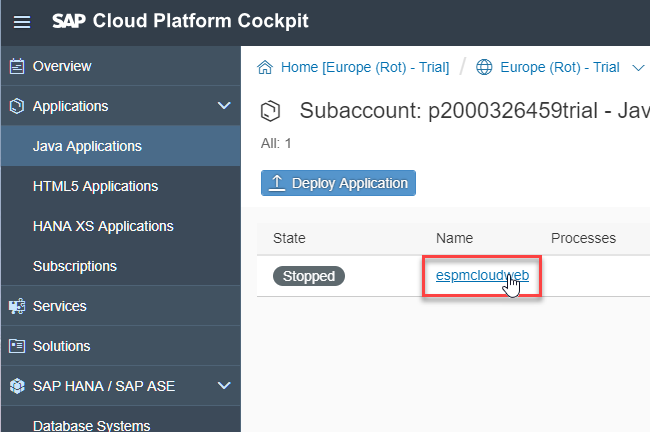 SAP Cloud Platform Cockpit
Overview
Home [Europe (Rot) - Trial] / Europe (Rot) - Trial
Applications
Subaccount: p2000326459trial - Jav
Java Applications
All: 1
HTML5 Applications
Deploy Application
HANA XS Applications
State Name Processes
Subscriptions
Stopped espmcloudweb
Services
Solutions
SAP HANA / SAP ASE
Database Systems